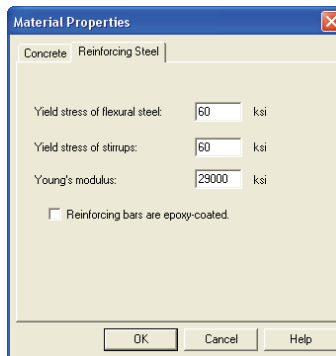 Material Properties
Concrete Reinforcing Steel
Yield stress of flexural steel: 60 ksi
Yield stress of stirrups: 60 ksi
Young's modulus: 29000 ksi
Reinforcing bars are epoxy-coated.
OK Cancel Help